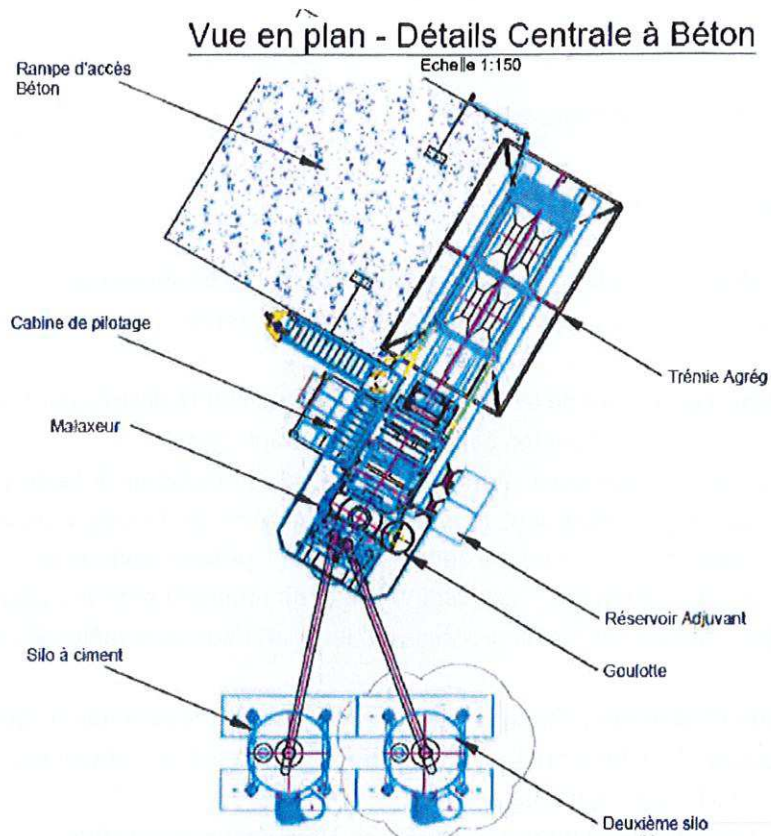 Vue en plan - Détails Centrale à Béton
Echelle 1:150
Rampe d'accès
Béton
Cabine de pilotage
Trémie Agrég
Malaxeur
Réservoir Adjuvant
Silo à ciment
Goulotte
Deuxième silo